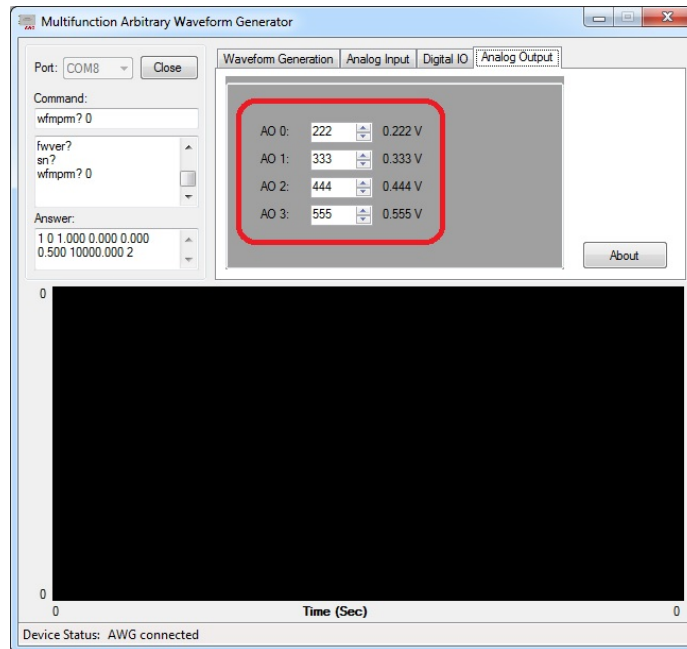 Multifunction Arbitrary Waveform Generator
Port: COM8 Close
Command:
wfmprm? 0
fwver?
sn?
wfmprm? 0
Answer:
1 0 1.000 0.000 0.000
0.500 10000.000 2
Waveform Generation Analog Input Digital IO Analog Output
AO 0: 222 0.222 V
AO 1: 333 0.333 V
AO 2: 444 0.444 V
AO 3: 555 0.555 V
About
0
0
0 Time (Sec) 0
Device Status: AWG connected